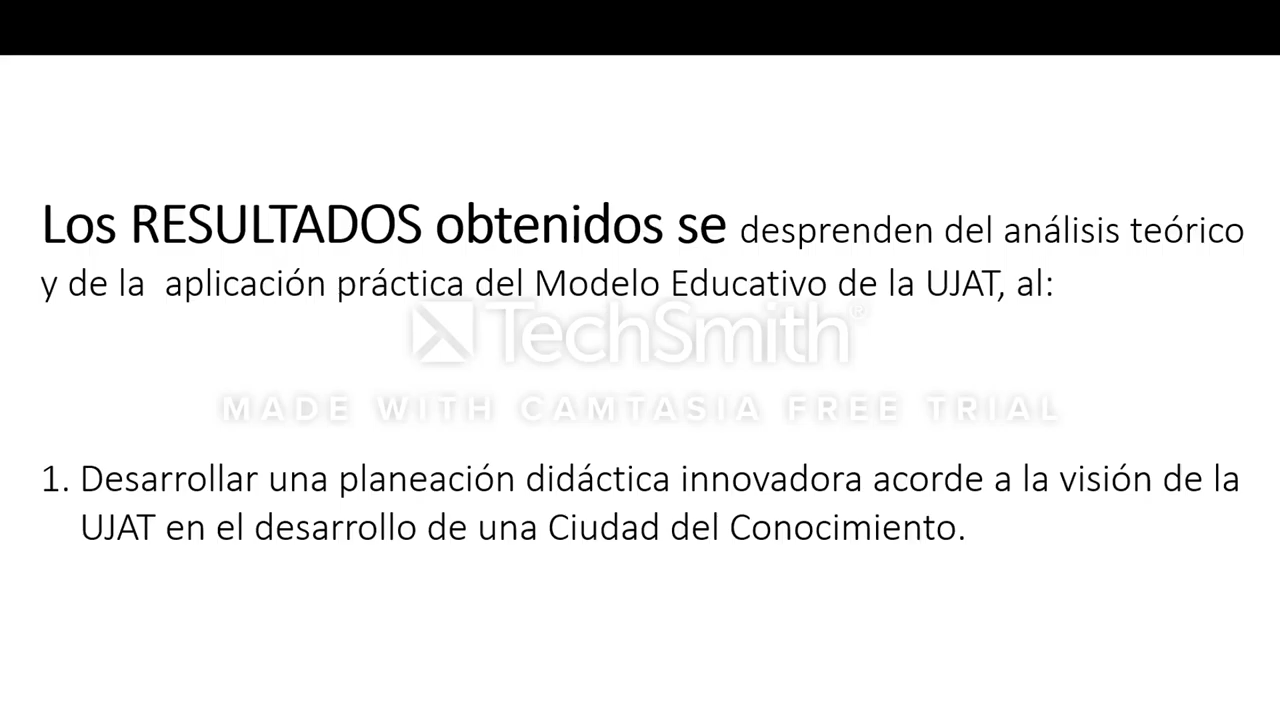 Los RESULTADOS obtenidos se desprenden del análisis teórico
y de la aplicación práctica del Modelo Educativo de la UJAT, al:
TechSmith®
MADE WITH CAMTASIA FREE TRIAL
1. Desarrollar una planeación didáctica innovadora acorde a la visión de la
UJAT en el desarrollo de una Ciudad del Conocimiento.